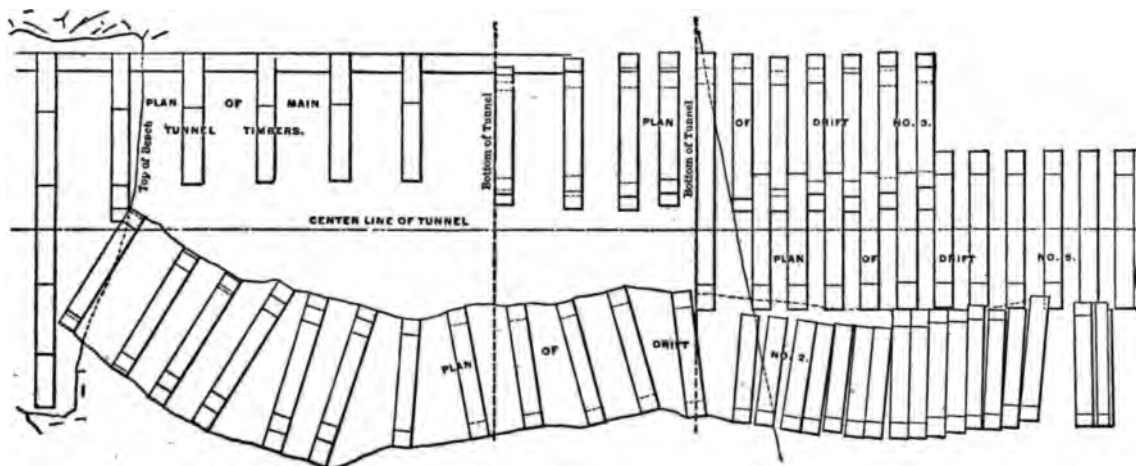 PLAN OF MAIN
TUNNEL TIMBERS.
Top of Bench
Bottom of Tunnel
Bottom of Tunnel
PLAN OF DRIFT NO. 3.
CENTER LINE OF TUNNEL
PLAN OF DRIFT NO. 5.
PLAN OF DRIFT NO. 2.